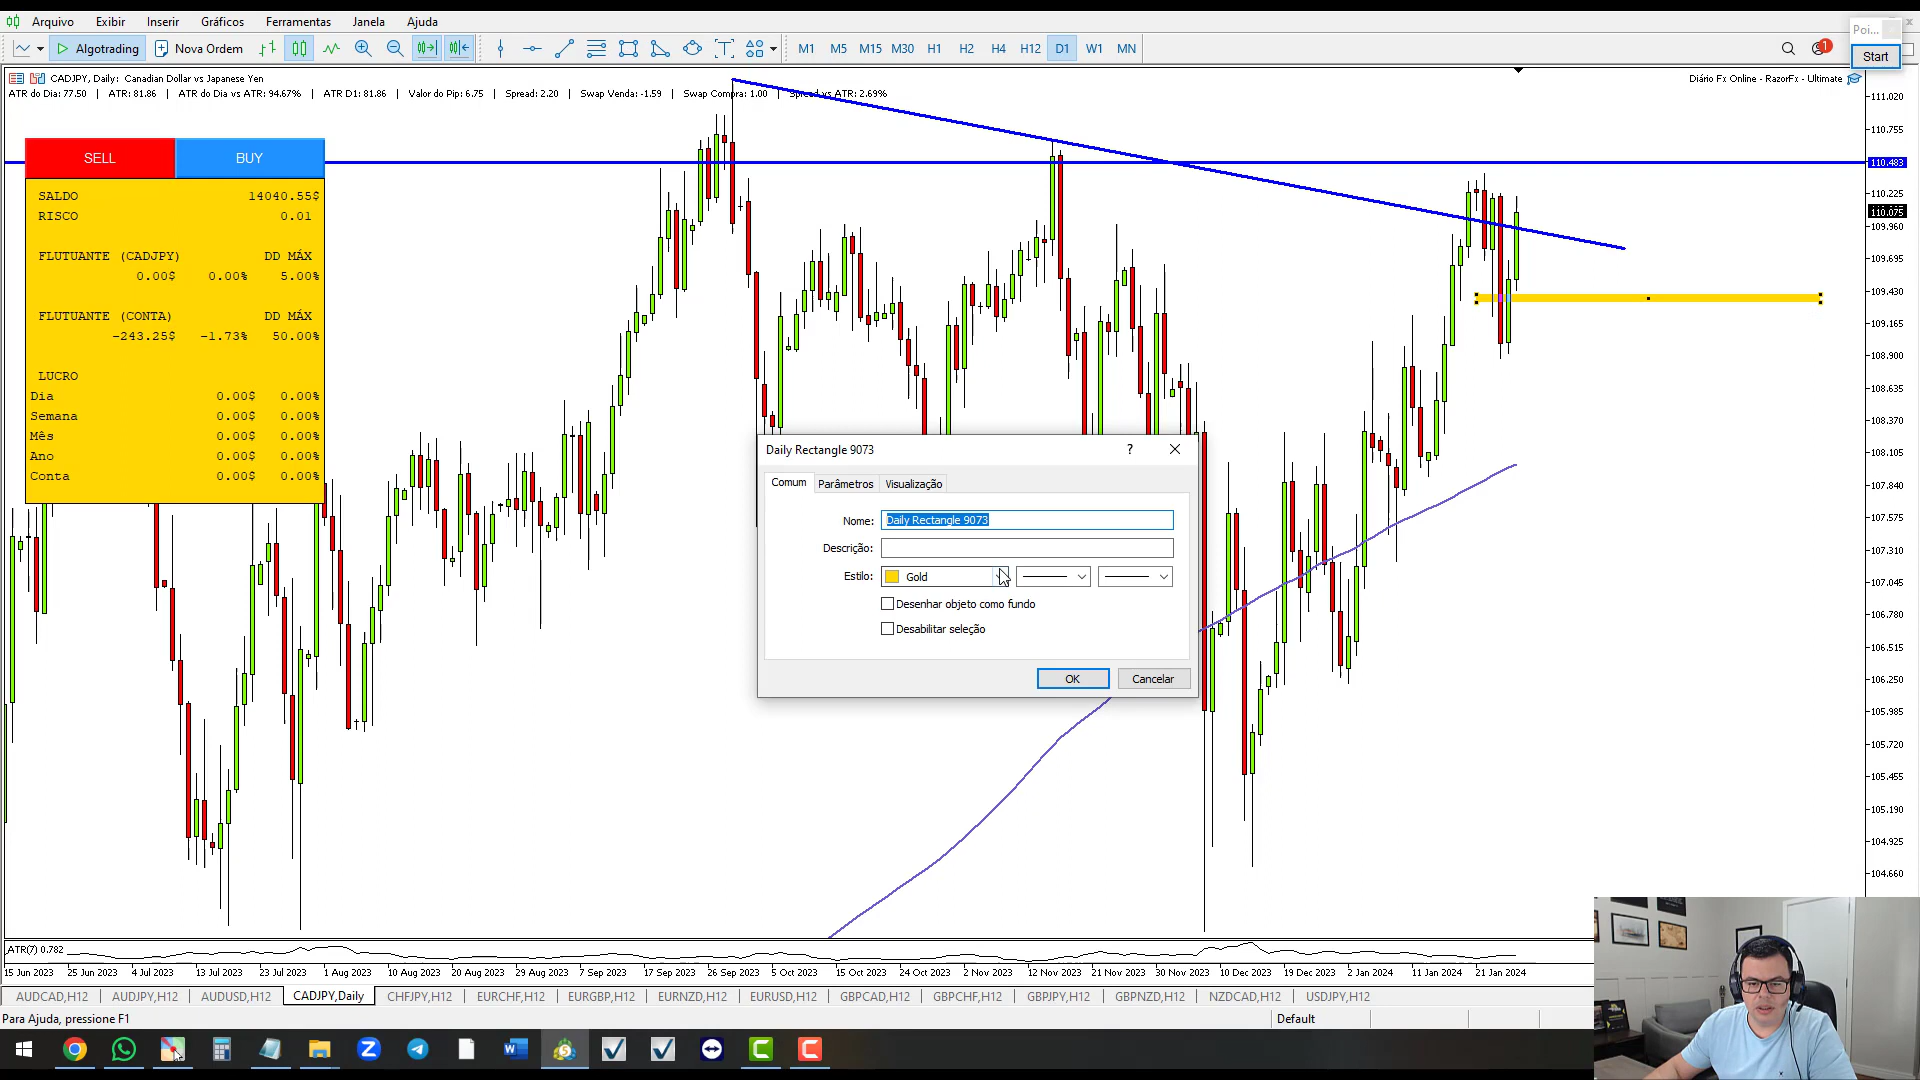 Arquivo Exibir Inserir Gráficos Ferramentas Janela Ajuda
Poi...
Algotrading Nova Ordem M1 M5 M15 M30 H1 H2 H4 H12 D1 W1 MN 1 Start
CADJPY, Daily: Canadian Dollar vs Japanese Yen
Diário Fx Online - RazorFx - Ultimate
ATR do Dia: 77.50 | ATR: 81.86 | ATR do Dia vs ATR: 94.67% | ATR D1: 81.86 | Valor do Pip: 6.75 | Spread: 2.20 | Swap Venda: -1.59 | Swap Compra: 1.00 | Spread vs ATR: 2.69%
SELL BUY
SALDO 14040.55$
RISCO 0.01
FLUTUANTE (CADJPY) DD MÁX
0.00$ 0.00% 5.00%
FLUTUANTE (CONTA) DD MÁX
-243.25$ -1.73% 50.00%
LUCRO
Dia 0.00$ 0.00%
Semana 0.00$ 0.00%
Mês 0.00$ 0.00%
Ano 0.00$ 0.00%
Conta 0.00$ 0.00%
111.020
110.755
110.483
110.225
110.075
109.960
109.695
109.430
109.165
108.900
108.635
108.370
108.105
107.840
107.575
107.310
107.045
106.780
106.515
106.250
105.985
105.720
105.455
105.190
104.925
104.660
Daily Rectangle 9073 ?
Comum Parâmetros Visualização
Nome: Daily Rectangle 9073
Descrição:
Estilo: Gold
Desenhar objeto como fundo
Desabilitar seleção
OK Cancelar
ATR(7) 0.782
15 Jun 2023 25 Jun 2023 4 Jul 2023 13 Jul 2023 23 Jul 2023 1 Aug 2023 10 Aug 2023 20 Aug 2023 29 Aug 2023 7 Sep 2023 17 Sep 2023 26 Sep 2023 5 Oct 2023 15 Oct 2023 24 Oct 2023 2 Nov 2023 12 Nov 2023 21 Nov 2023 30 Nov 2023 10 Dec 2023 19 Dec 2023 2 Jan 2024 11 Jan 2024 21 Jan 2024
AUDCAD,H12 AUDJPY,H12 AUDUSD,H12 CADJPY,Daily CHFJPY,H12 EURCHF,H12 EURGBP,H12 EURNZD,H12 EURUSD,H12 GBPCAD,H12 GBPCHF,H12 GBPJPY,H12 GBPNZD,H12 NZDCAD,H12 USDJPY,H12
Para Ajuda, pressione F1 Default